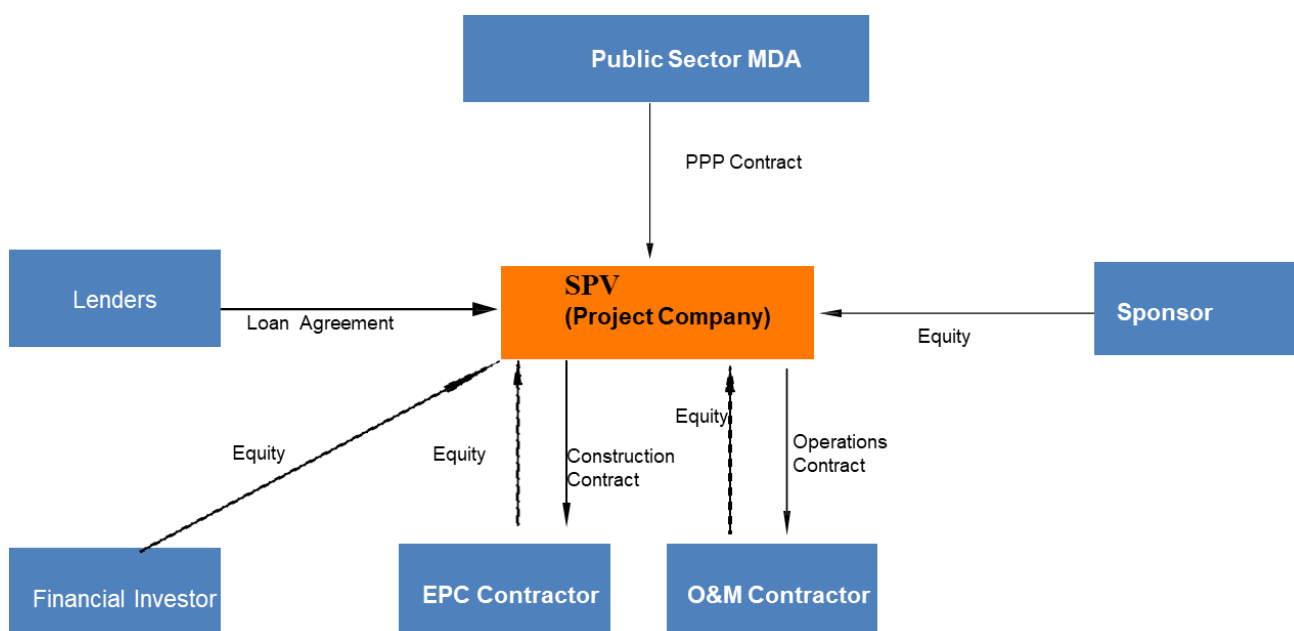 Public Sector MDA
PPP Contract
Lenders
Loan Agreement
SPV
(Project Company)
Sponsor
Equity
Equity
Equity
Construction
Contract
Equity
Operations
Contract
Financial Investor
EPC Contractor
O&M Contractor